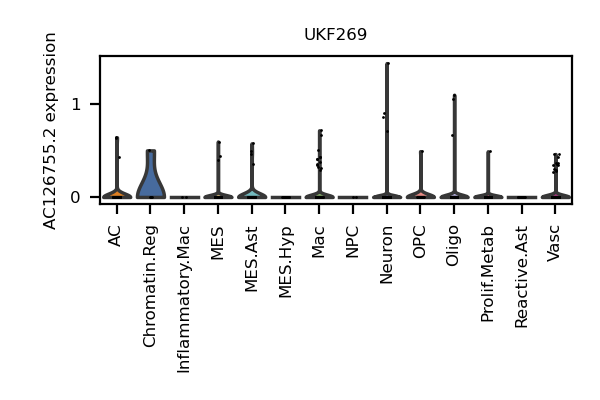 UKF269
AC126755.2 expression
1
0
AC
Chromatin.Reg
Inflammatory.Mac
MES
MES.Ast
MES.Hyp
Mac
NPC
Neuron
OPC
Oligo
Prolif.Metab
Reactive.Ast
Vasc